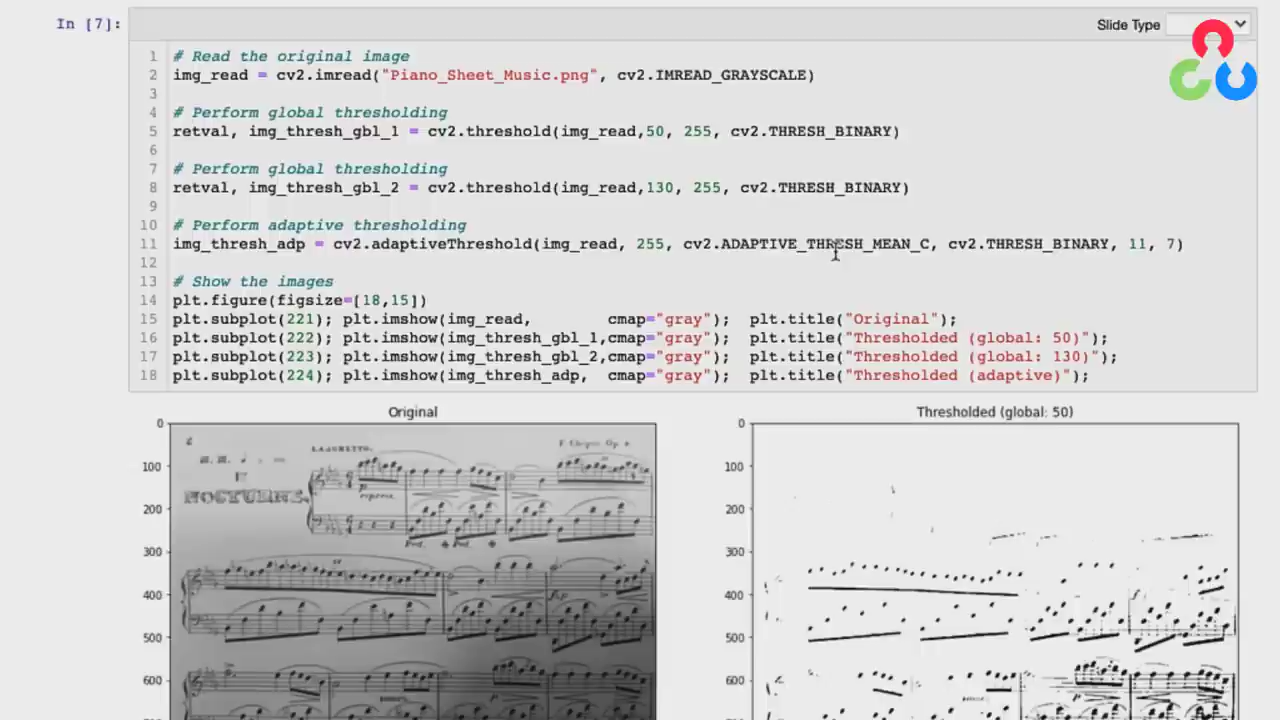 In [7]:
Slide Type
1 # Read the original image
2 img_read = cv2.imread("Piano_Sheet_Music.png", cv2.IMREAD_GRAYSCALE)
3
4 # Perform global thresholding
5 retval, img_thresh_gbl_1 = cv2.threshold(img_read,50, 255, cv2.THRESH_BINARY)
6
7 # Perform global thresholding
8 retval, img_thresh_gbl_2 = cv2.threshold(img_read,130, 255, cv2.THRESH_BINARY)
9
10 # Perform adaptive thresholding
11 img_thresh_adp = cv2.adaptiveThreshold(img_read, 255, cv2.ADAPTIVE_THRESH_MEAN_C, cv2.THRESH_BINARY, 11, 7)
12
13 # Show the images
14 plt.figure(figsize=[18,15])
15 plt.subplot(221); plt.imshow(img_read,        cmap="gray");  plt.title("Original");
16 plt.subplot(222); plt.imshow(img_thresh_gbl_1,cmap="gray");  plt.title("Thresholded (global: 50)");
17 plt.subplot(223); plt.imshow(img_thresh_gbl_2,cmap="gray");  plt.title("Thresholded (global: 130)");
18 plt.subplot(224); plt.imshow(img_thresh_adp,  cmap="gray");  plt.title("Thresholded (adaptive)");
Original
0
100
200
300
400
500
600
LARGHETTO.
F Chopin Op.
NOCTURNE.
p
Ped.
Ped.
Thresholded (global: 50)
0
100
200
300
400
500
600